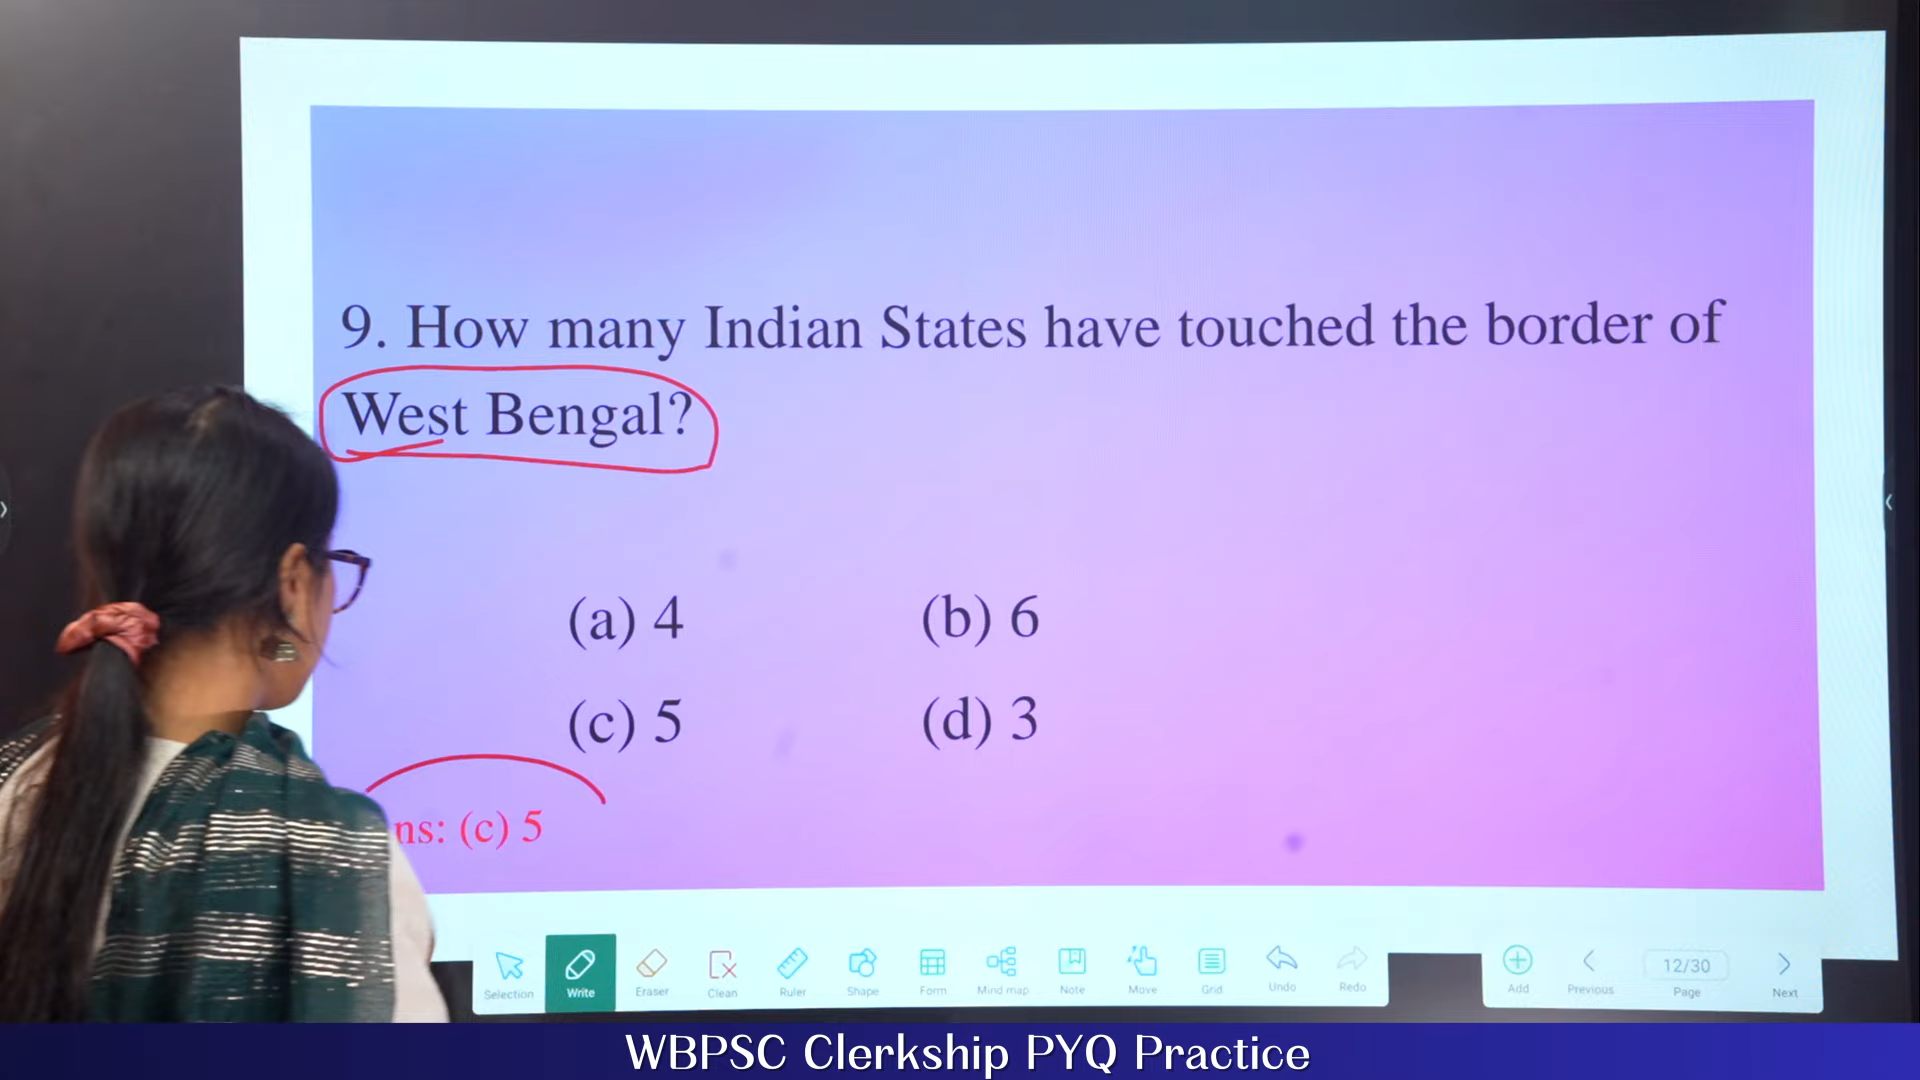 9. How many Indian States have touched the border of
West Bengal?
(a) 4 (b) 6
(c) 5 (d) 3
ns: (c) 5
Selection Write Eraser Clean Ruler Shape Form Mind map Note Move Grid Undo Redo
Add Previous 12/30 Page Next
WBPSC Clerkship PYQ Practice